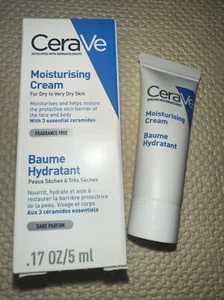 CeraVe
DEVELOPED WITH DERMATOLOGISTS
Moisturising
Cream
For Dry to Very Dry Skin
Moisturises and helps restore
the protective skin barrier of
the face and body
With 3 essential ceramides
FRAGRANCE FREE
Baume
Hydratant
Peaux Sèches à Très Sèches
Nourrit, hydrate et aide à
restaurer la barrière protectrice
de la peau. Visage et corps
Aux 3 céramides essentiels
SANS PARFUM
.17 OZ/5 ml
CeraVe
DEVELOPED WITH DERMATOLOGISTS
Moisturising
Cream
Baume
Hydratant